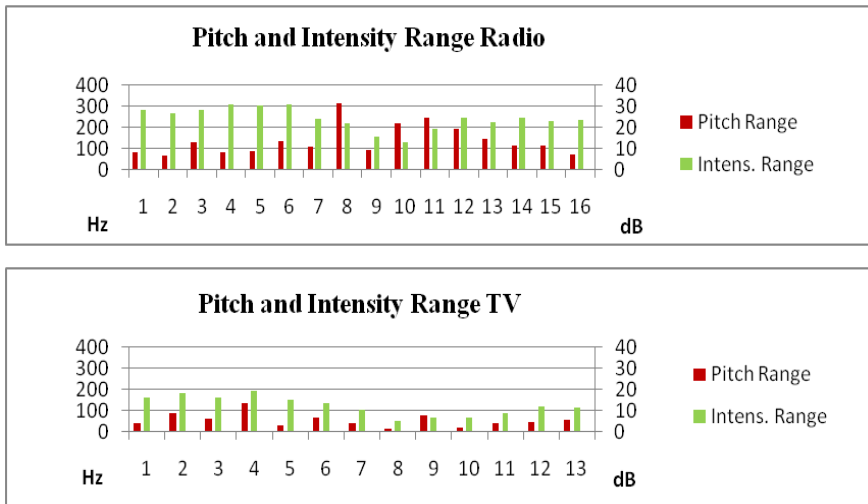 Pitch and Intensity Range Radio
400 40
300 30
200 20
100 10
0 0
1 2 3 4 5 6 7 8 9 10 11 12 13 14 15 16
Hz dB
Pitch Range
Intens. Range
Pitch and Intensity Range TV
400 40
300 30
200 20
100 10
0 0
1 2 3 4 5 6 7 8 9 10 11 12 13
Hz dB
Pitch Range
Intens. Range